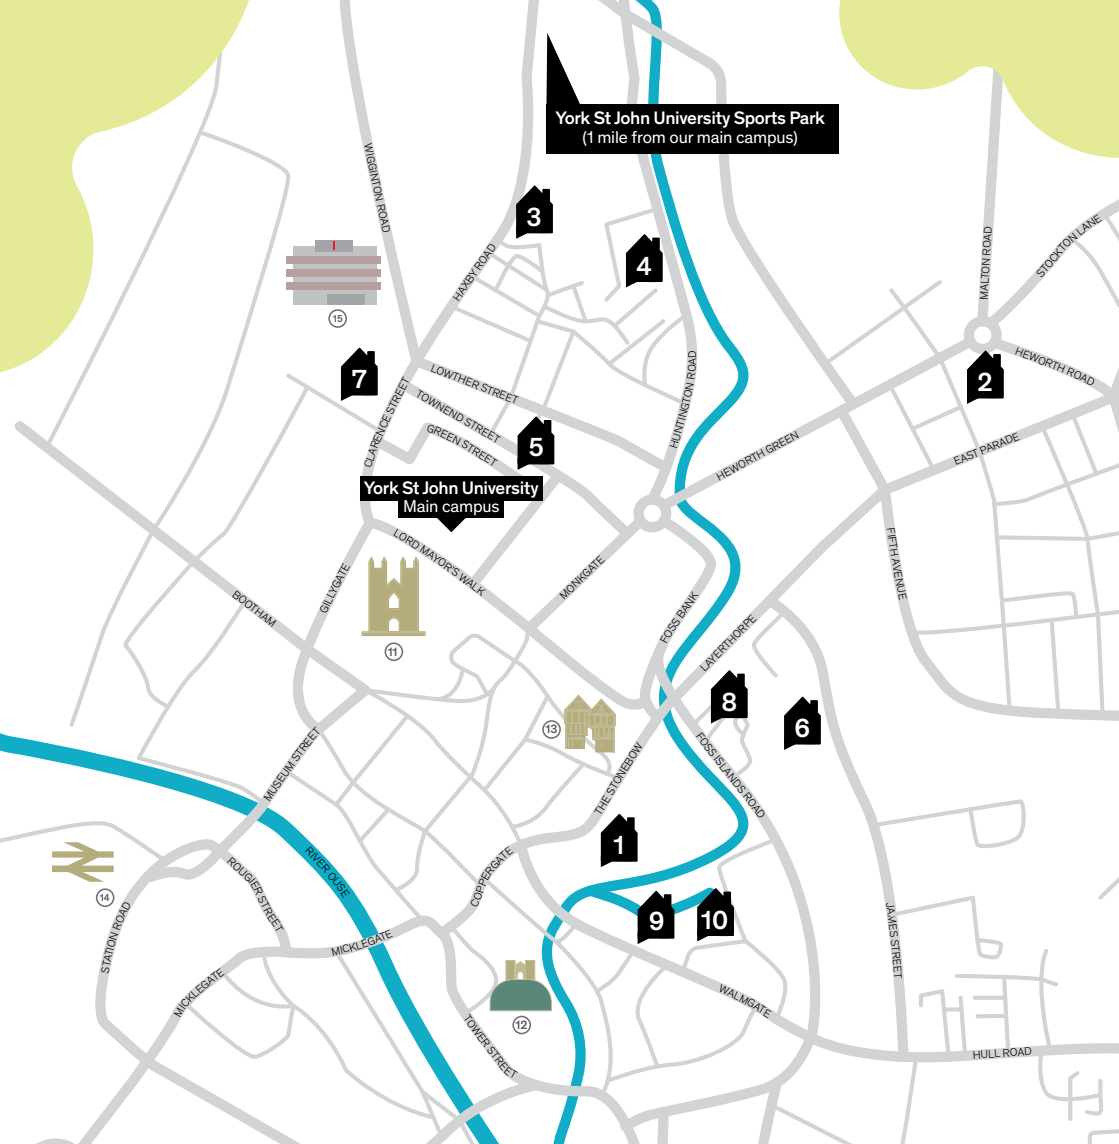 York St John University Sports Park
(1 mile from our main campus)
WIGGINTON ROAD
3
4
HAXBY ROAD
MALTON ROAD
STOCKTON LANE
15
7
LOWTHER STREET
TOWNEND STREET
GREEN STREET
CLARENCE STREET
5
HUNTINGTON ROAD
2
HEWORTH ROAD
HEWORTH GREEN
EAST PARADE
York St John University
Main campus
LORD MAYOR'S WALK
MONKGATE
FIFTH AVENUE
GILLYGATE
BOOTHAM
11
FOSS BANK
LAYERTHORPE
8
6
13
MUSEUM STREET
THE STONEBOW
FOSS ISLANDS ROAD
1
RIVER OUSE
ROUGIER STREET
COPPERGATE
14
9
10
STATION ROAD
MICKLEGATE
MICKLEGATE
JAMES STREET
12
WALMGATE
TOWER STREET
HULL ROAD